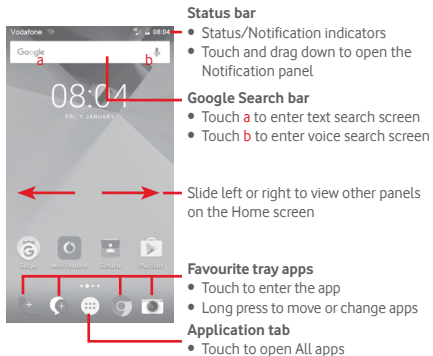 Vodafone
08:04
Google
a
b
08:04
FRI, 7 JANUARY
Google
Mein Vodafone
Contacts
Play Store
Status bar
• Status/Notification indicators
• Touch and drag down to open the
Notification panel
Google Search bar
• Touch a to enter text search screen
• Touch b to enter voice search screen
Slide left or right to view other panels
on the Home screen
Favourite tray apps
• Touch to enter the app
• Long press to move or change apps
Application tab
• Touch to open All apps